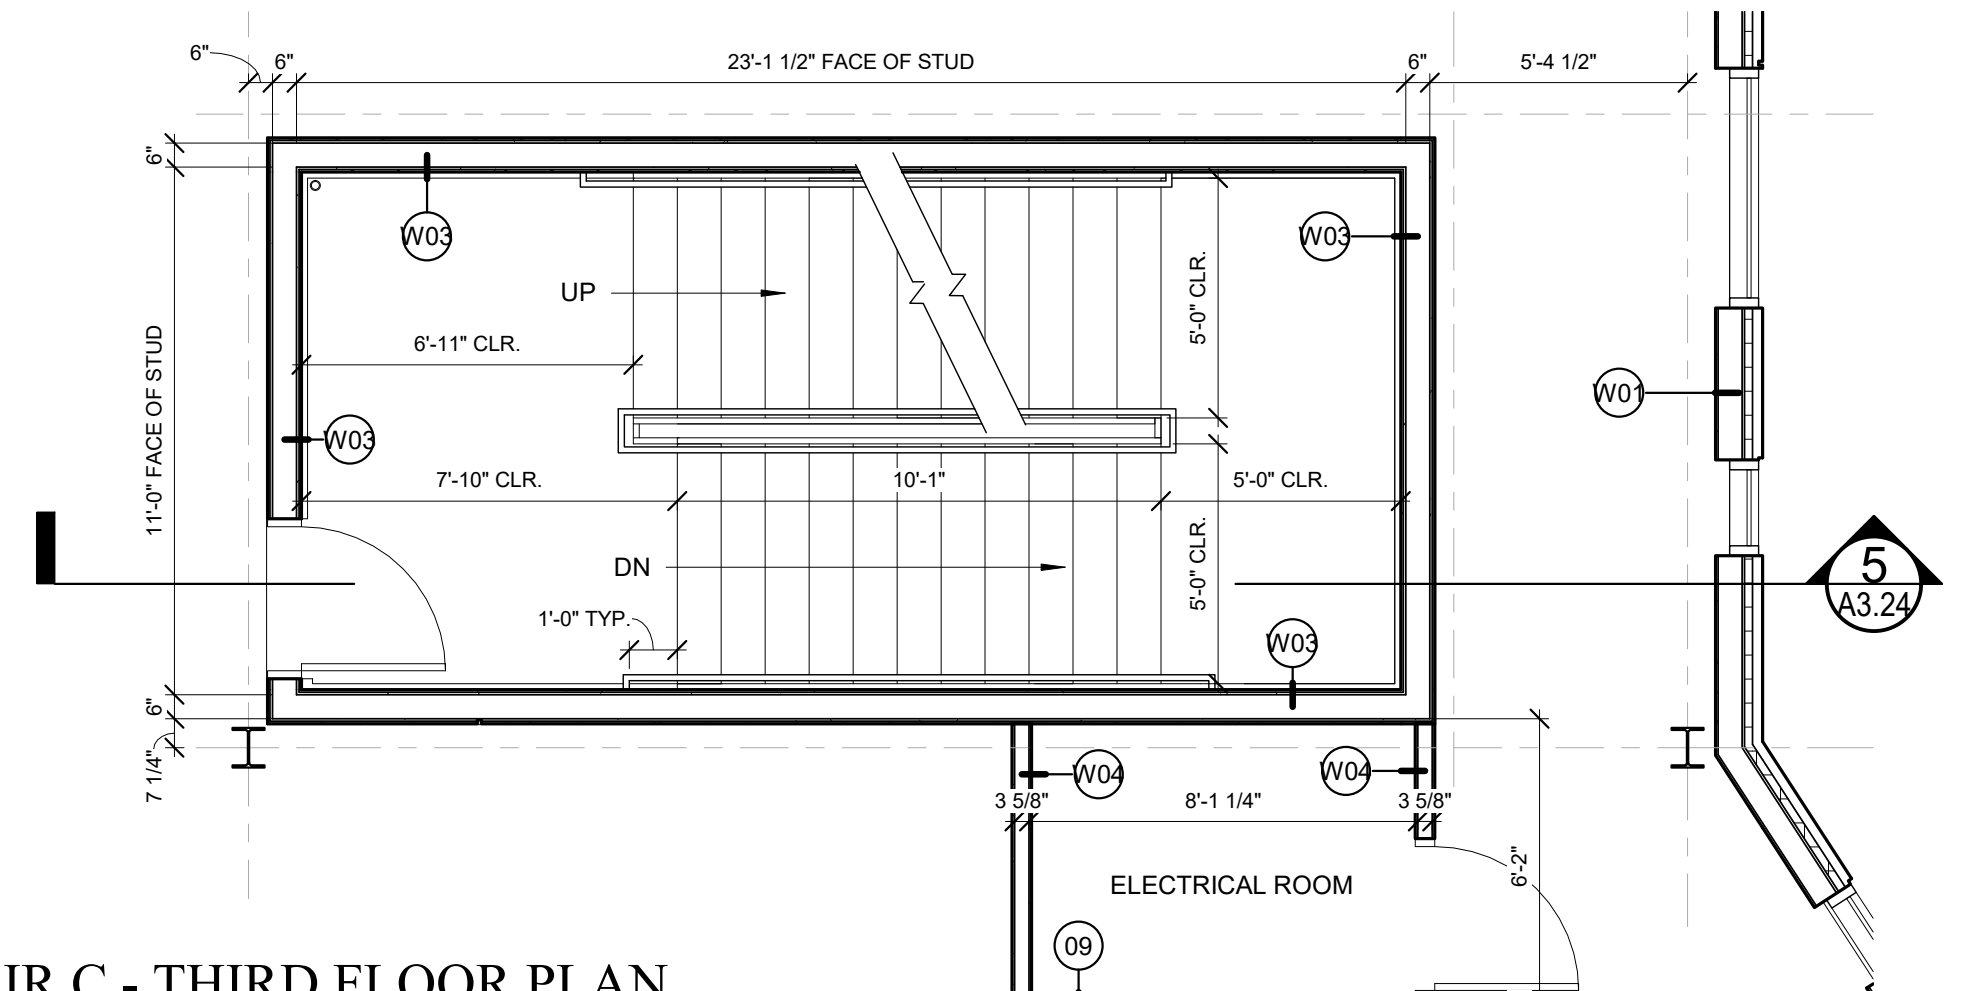 6"
6"
23'-1 1/2" FACE OF STUD
6"
5'-4 1/2"
6"
W03
W03
UP
5'-0" CLR.
6'-11" CLR.
11'-0" FACE OF STUD
W01
W03
7'-10" CLR.
10'-1"
5'-0" CLR.
DN
5'-0" CLR.
5
A3.24
1'-0" TYP.
W03
6"
7 1/4"
W04
W04
3 5/8"
8'-1 1/4"
3 5/8"
6'-2"
ELECTRICAL ROOM
09
IR C - THIRD FLOOR PLAN